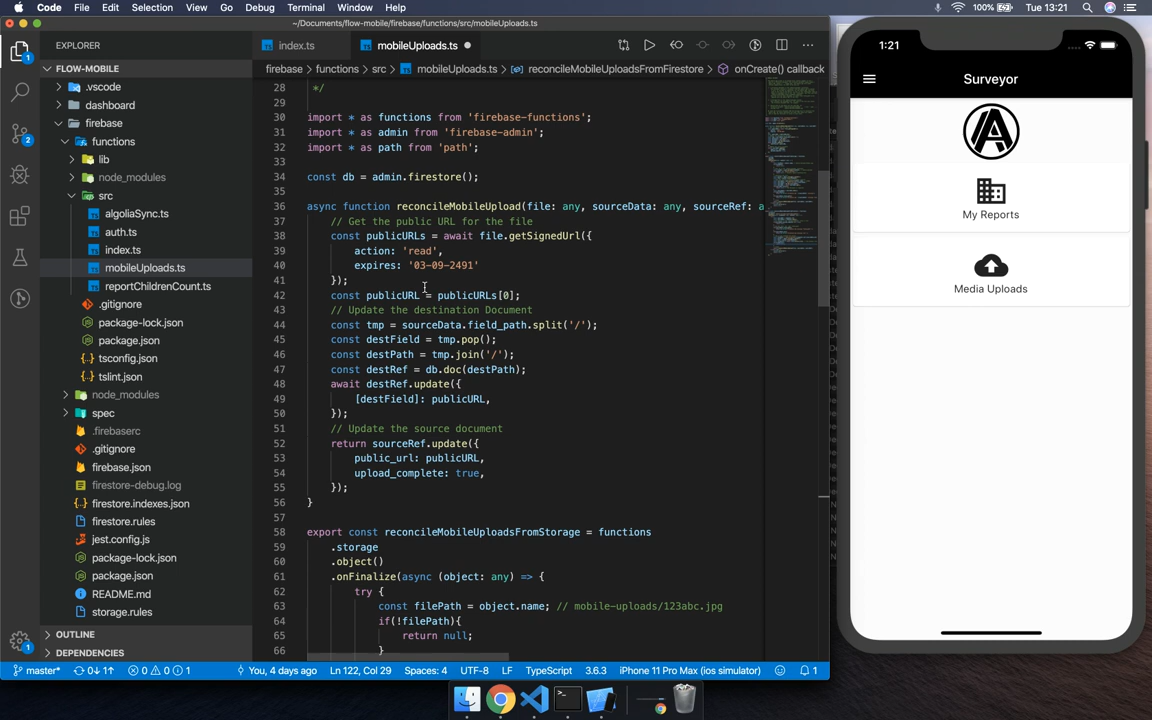 Code File Edit Selection View Go Debug Terminal Window Help
100% Tue 13:21
~/Documents/flow-mobile/firebase/functions/src/mobileUploads.ts
EXPLORER
index.ts
mobileUploads.ts
FLOW-MOBILE
firebase › functions › src › mobileUploads.ts › reconcileMobileUploadsFromFirestore › onCreate() callback
.vscode
dashboard
firebase
functions
lib
node_modules
src
algoliaSync.ts
auth.ts
index.ts
mobileUploads.ts
reportChildrenCount.ts
.gitignore
package-lock.json
package.json
tsconfig.json
tslint.json
node_modules
spec
.firebaserc
.gitignore
firebase.json
firestore-debug.log
firestore.indexes.json
firestore.rules
jest.config.js
package-lock.json
package.json
README.md
storage.rules
OUTLINE
DEPENDENCIES
28 */
29
30 import * as functions from 'firebase-functions';
31 import * as admin from 'firebase-admin';
32 import * as path from 'path';
33
34 const db = admin.firestore();
35
36 async function reconcileMobileUpload(file: any, sourceData: any, sourceRef: a
37 // Get the public URL for the file
38 const publicURLs = await file.getSignedUrl({
39 action: 'read',
40 expires: '03-09-2491'
41 });
42 const publicURL = publicURLs[0];
43 // Update the destination Document
44 const tmp = sourceData.field_path.split('/');
45 const destField = tmp.pop();
46 const destPath = tmp.join('/');
47 const destRef = db.doc(destPath);
48 await destRef.update({
49 [destField]: publicURL,
50 });
51 // Update the source document
52 return sourceRef.update({
53 public_url: publicURL,
54 upload_complete: true,
55 });
56 }
57
58 export const reconcileMobileUploadsFromStorage = functions
59 .storage
60 .object()
61 .onFinalize(async (object: any) => {
62 try {
63 const filePath = object.name; // mobile-uploads/123abc.jpg
64 if(!filePath){
65 return null;
66 }
master* 0↓ 1↑ 0 0 1 You, 4 days ago Ln 122, Col 29 Spaces: 4 UTF-8 LF TypeScript 3.6.3 iPhone 11 Pro Max (ios simulator) 1
1:21
Surveyor
My Reports
Media Uploads